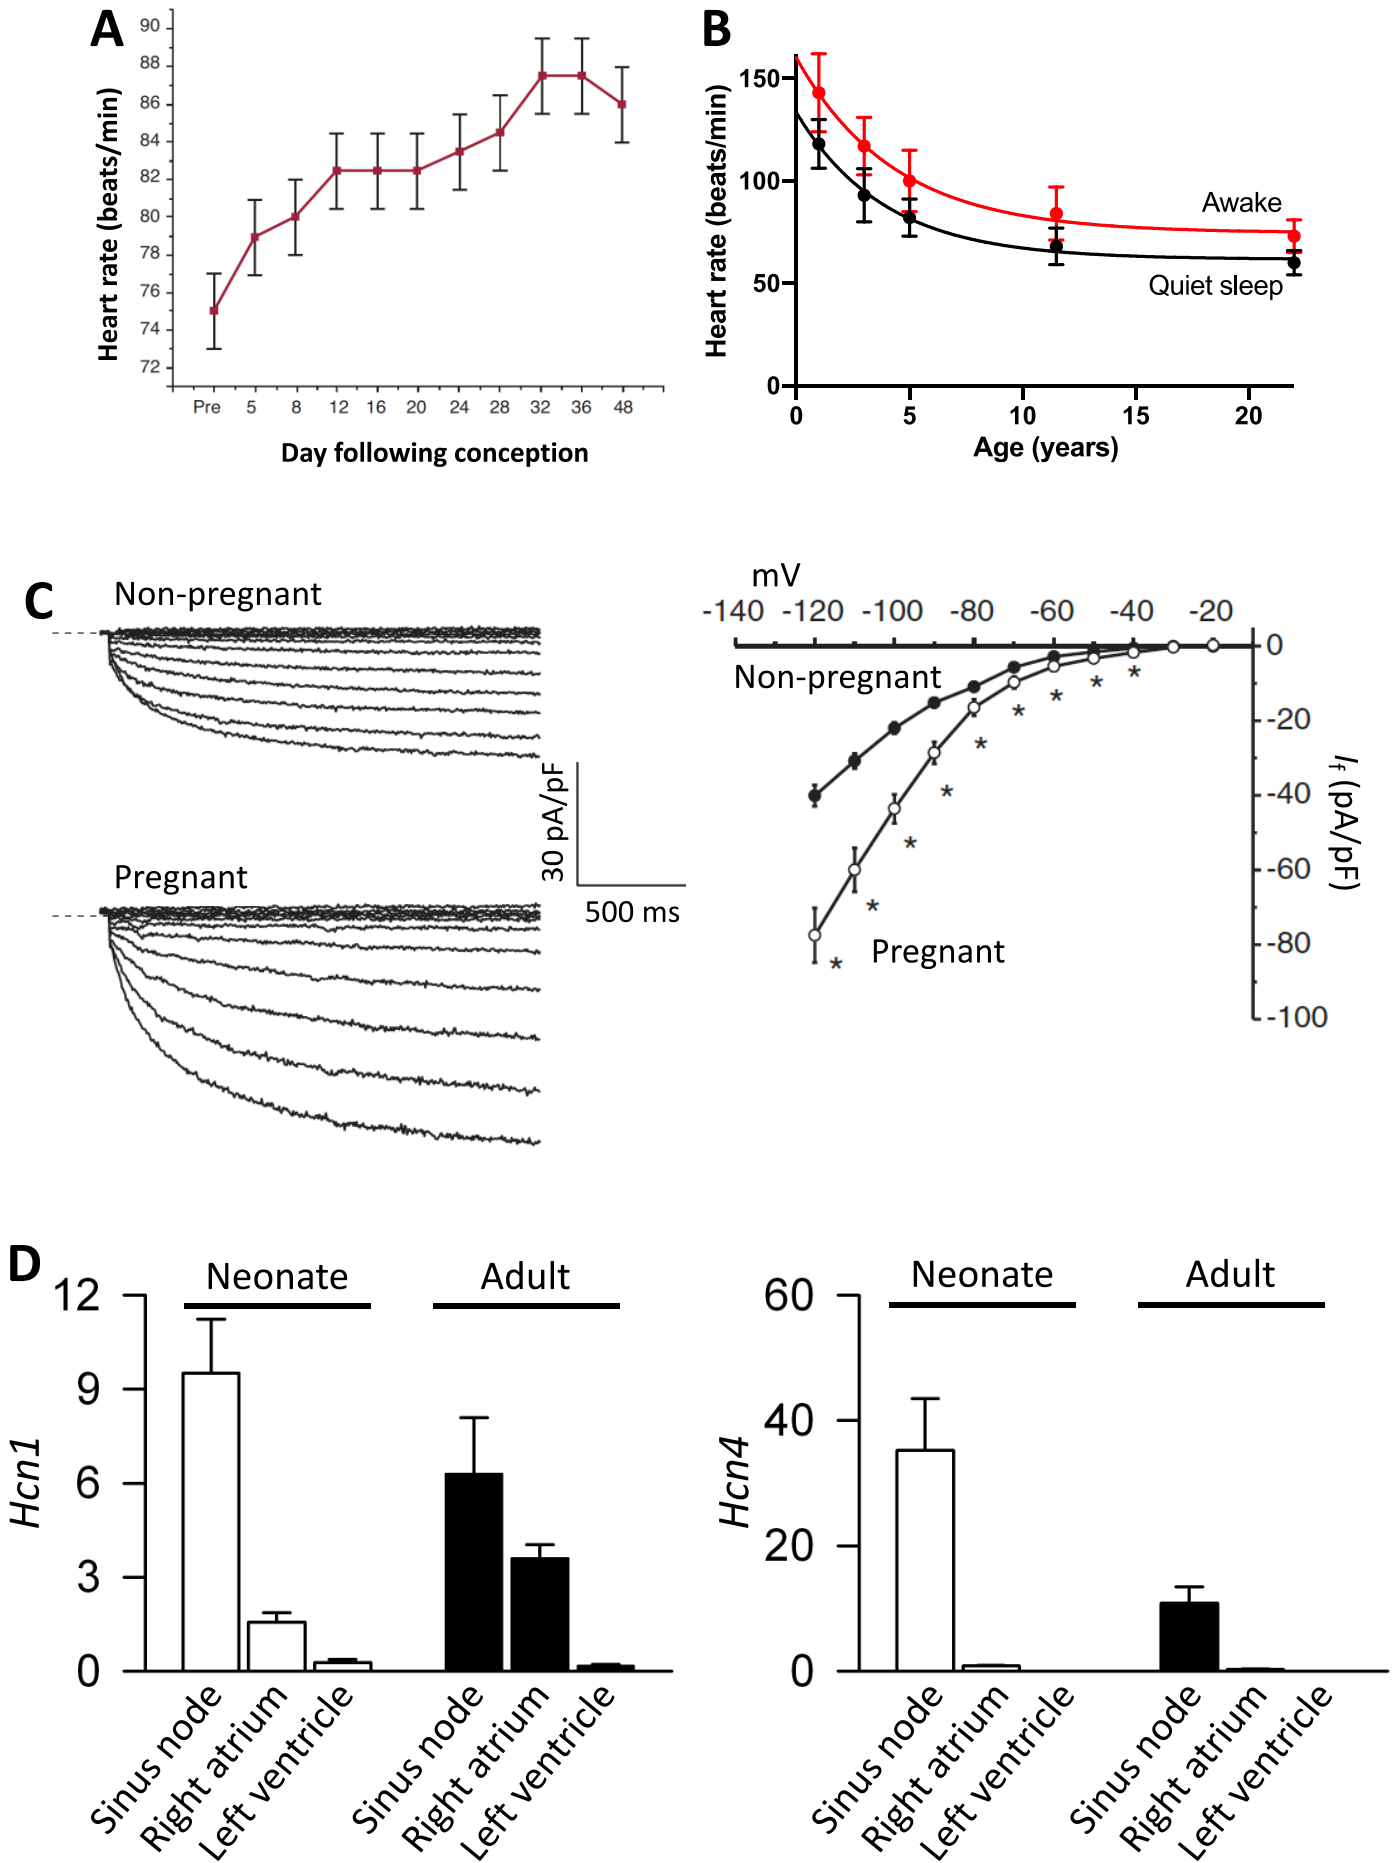 A
Heart rate (beats/min)
90
88
86
84
82
80
78
76
74
72
Pre 5 8 12 16 20 24 28 32 36 48
Day following conception
B
Heart rate (beats/min)
150
100
50
0
Awake
Quiet sleep
0 5 10 15 20
Age (years)
C
Non-pregnant
Pregnant
30 pA/pF
500 ms
mV
-140 -120 -100 -80 -60 -40 -20
Non-pregnant
* * * * * * * * *
Pregnant
0
-20
-40
-60
-80
-100
If (pA/pF)
D
Neonate Adult
Hcn1
12
9
6
3
0
Sinus node
Right atrium
Left ventricle
Sinus node
Right atrium
Left ventricle
Neonate Adult
Hcn4
60
40
20
0
Sinus node
Right atrium
Left ventricle
Sinus node
Right atrium
Left ventricle